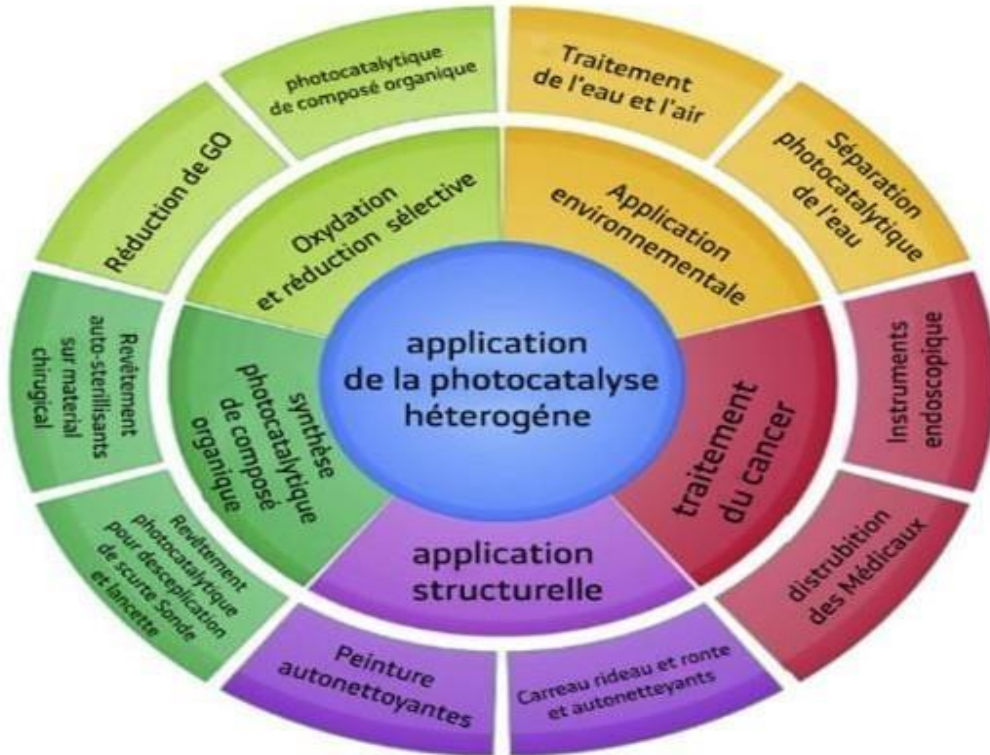 photocatalytique
de composé organique
Traitement
de l'eau et l'air
Réduction de GO
Oxydation
et réduction sélective
Application
environnementale
Séparation
photocatalytique
de l'eau
application
de la photocatalyse
héterogéne
Revêtement
auto-sterillisants
sur material
chirugical
synthèse
photocatalytique
de composé
organique
traitement
du cancer
Instruments
endoscopique
Revêtement
photocatalytique
pour desceplication
de scurte Sonde
et lancette
application
structurelle
distrubition
des Médicaux
Peinture
autonettoyantes
Carreau rideau et ronte
et autonetteyants